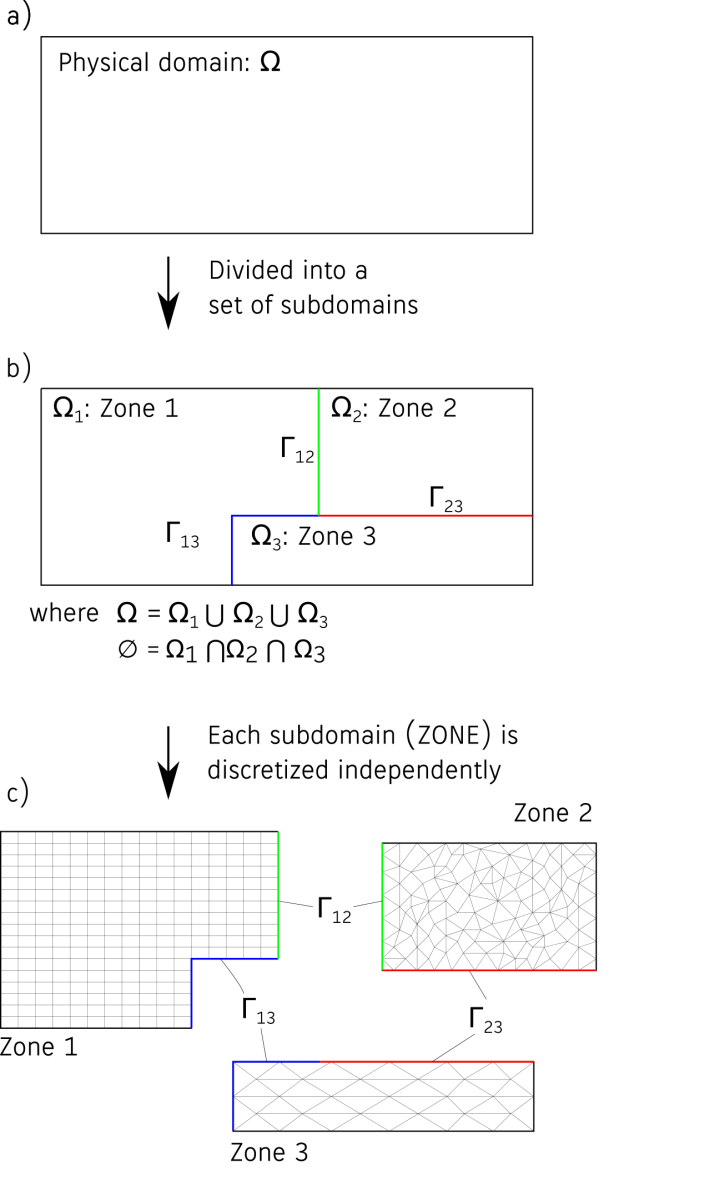 a)
Physical domain: Ω
Divided into a
set of subdomains
b)
Ω₁: Zone 1
Ω₂: Zone 2
Γ₁₂
Γ₂₃
Γ₁₃
Ω₃: Zone 3
where Ω = Ω₁ ⋃ Ω₂ ⋃ Ω₃
∅ = Ω1 ⋂Ω2 ⋂ Ω3
Each subdomain (ZONE) is
discretized independently
c)
Zone 2
Γ₁₂
Γ₁₃
Γ₂₃
Zone 1
Zone 3